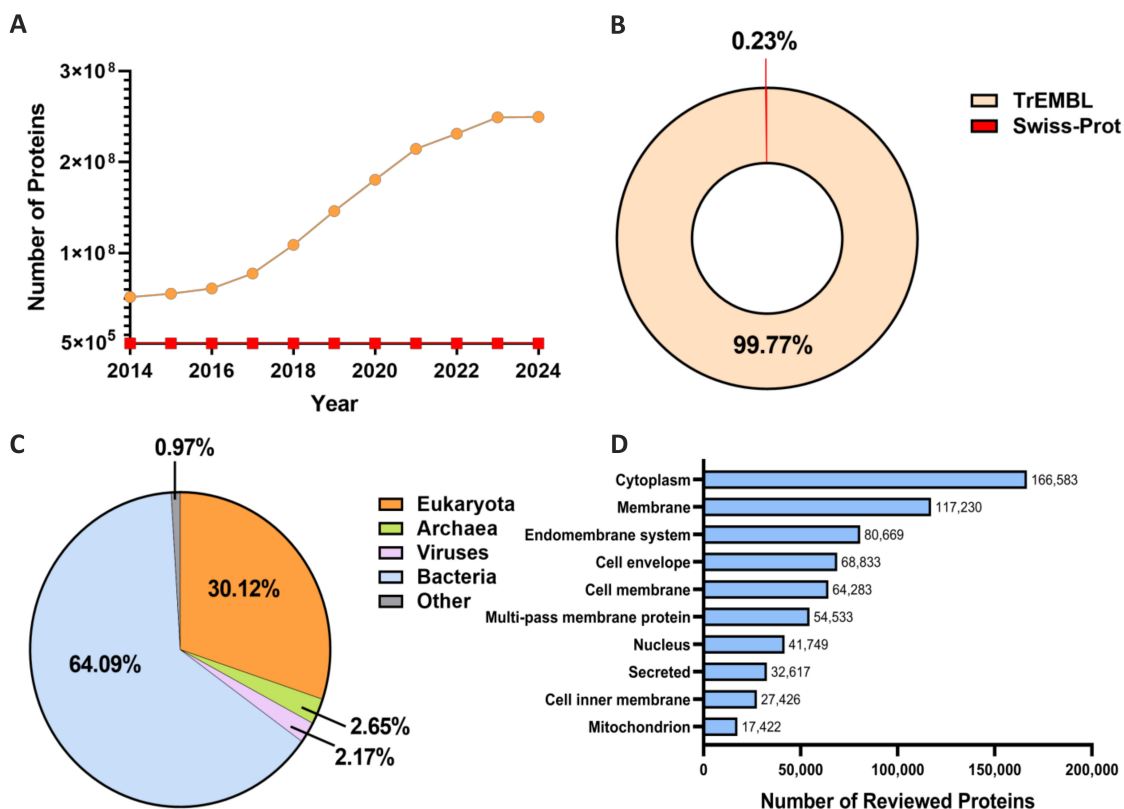 A
3×10⁸
2×10⁸
1×10⁸
5×10⁵
Number of Proteins
2014 2016 2018 2020 2022 2024
Year
B
0.23%
99.77%
TrEMBL
Swiss-Prot
C
0.97%
30.12%
64.09%
2.65%
2.17%
Eukaryota
Archaea
Viruses
Bacteria
Other
D
Cytoplasm 166,583
Membrane 117,230
Endomembrane system 80,669
Cell envelope 68,833
Cell membrane 64,283
Multi-pass membrane protein 54,533
Nucleus 41,749
Secreted 32,617
Cell inner membrane 27,426
Mitochondrion 17,422
0 50,000 100,000 150,000 200,000
Number of Reviewed Proteins